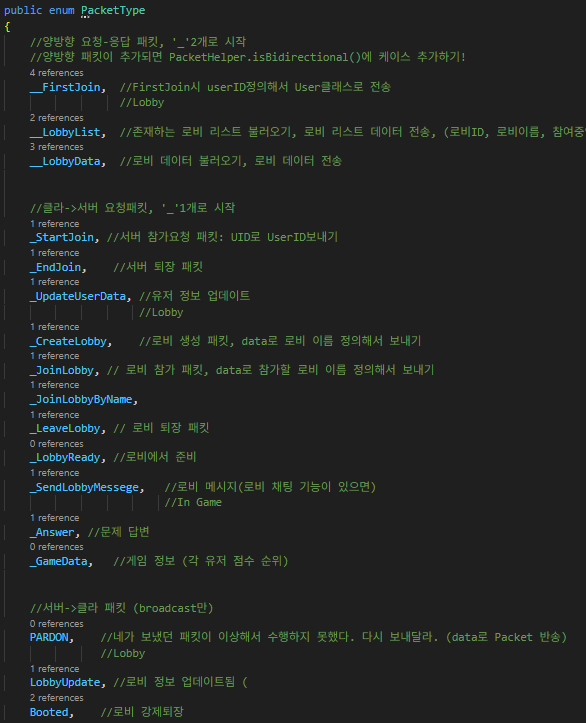 public enum PacketType
{
//양방향 요청-응답 패킷, '_'2개로 시작
//양방향 패킷이 추가되면 PacketHelper.isBidirectional()에 케이스 추가하기!
4 references
__FirstJoin, //FirstJoin시 userID정의해서 User클래스로 전송
//Lobby
2 references
__LobbyList, //존재하는 로비 리스트 불러오기, 로비 리스트 데이터 전송, (로비ID, 로비이름, 참여중
3 references
__LobbyData, //로비 데이터 불러오기, 로비 데이터 전송
//클라->서버 요청패킷, '_'1개로 시작
1 reference
_StartJoin, //서버 참가요청 패킷: UID로 UserID보내기
1 reference
_EndJoin, //서버 퇴장 패킷
1 reference
_UpdateUserData, //유저 정보 업데이트
//Lobby
1 reference
_CreateLobby, //로비 생성 패킷, data로 로비 이름 정의해서 보내기
1 reference
_JoinLobby, // 로비 참가 패킷, data로 참가할 로비 이름 정의해서 보내기
1 reference
_JoinLobbyByName,
1 reference
_LeaveLobby, // 로비 퇴장 패킷
0 references
_LobbyReady, //로비에서 준비
1 reference
_SendLobbyMessege, //로비 메시지(로비 채팅 기능이 있으면)
//In Game
1 reference
_Answer, //문제 답변
0 references
_GameData, //게임 정보 (각 유저 점수 순위)
//서버->클라 패킷 (broadcast만)
0 references
PARDON, //네가 보냈던 패킷이 이상해서 수행하지 못했다. 다시 보내달라. (data로 Packet 반송)
//Lobby
1 reference
LobbyUpdate, //로비 정보 업데이트됨 (
2 references
Booted, //로비 강제퇴장